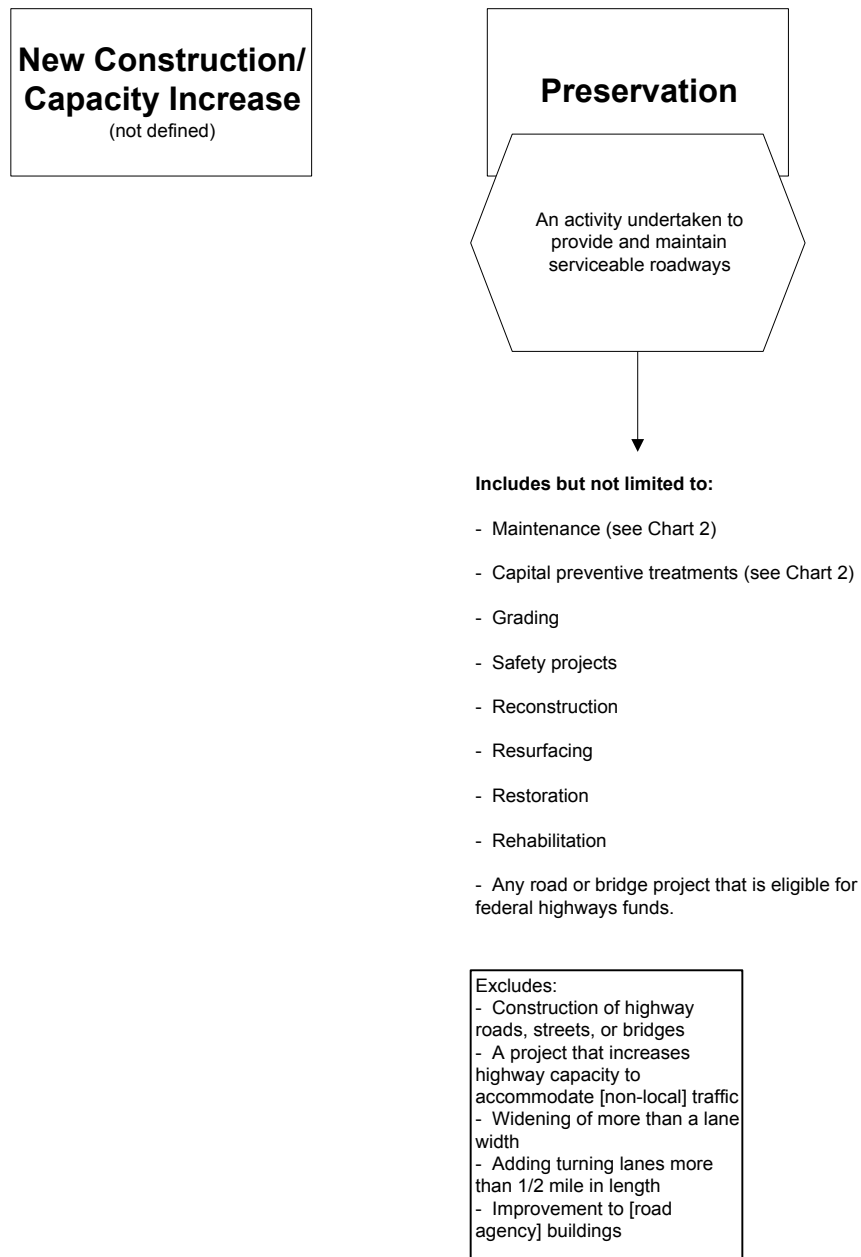 New Construction/
Capacity Increase
(not defined)
Preservation
An activity undertaken to
provide and maintain
serviceable roadways
Includes but not limited to:
- Maintenance (see Chart 2)
- Capital preventive treatments (see Chart 2)
- Grading
- Safety projects
- Reconstruction
- Resurfacing
- Restoration
- Rehabilitation
- Any road or bridge project that is eligible for
federal highways funds.
Excludes:
- Construction of highway
roads, streets, or bridges
- A project that increases
highway capacity to
accommodate [non-local] traffic
- Widening of more than a lane
width
- Adding turning lanes more
than 1/2 mile in length
- Improvement to [road
agency] buildings